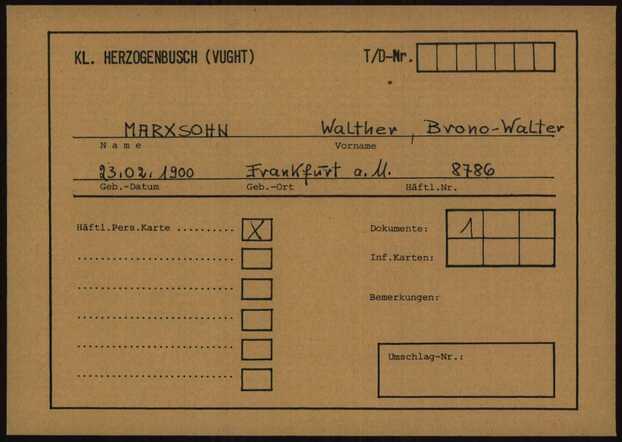 KL. HERZOGENBUSCH (VUGHT) T/D-Nr.
MARXSOHN Walther, Brono-Walter
Name Vorname
23.02.1900 Frankfurt a.M. 8786
Geb.-Datum Geb.-Ort Häftl.Nr.
Häftl.Pers.Karte .......... X Dokumente: 1
Inf.Karten:
Bemerkungen:
Umschlag-Nr.: